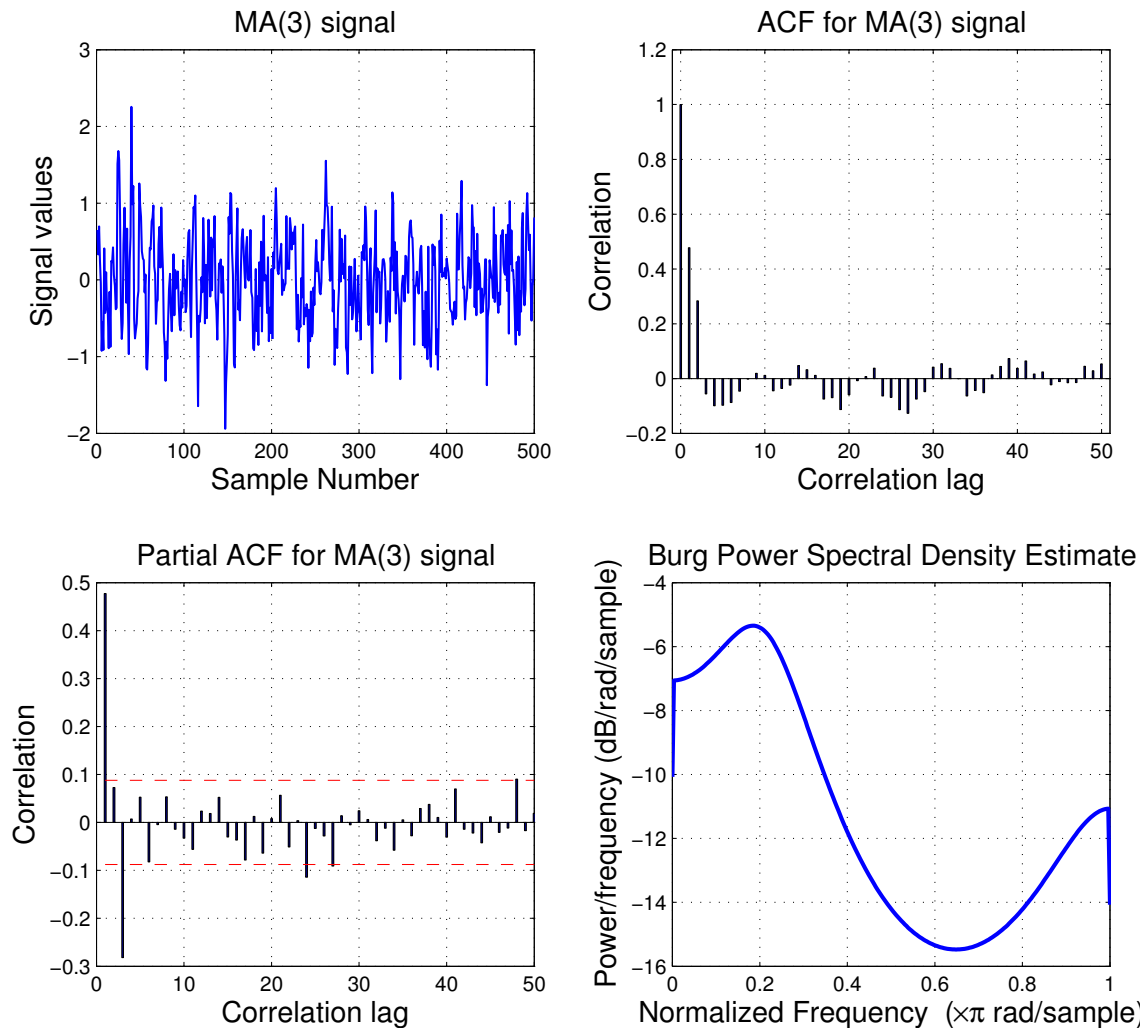 MA(3) signal
Signal values
3
2
1
0
−1
−2
0 100 200 300 400 500
Sample Number
ACF for MA(3) signal
Correlation
1.2
1
0.8
0.6
0.4
0.2
0
−0.2
0 10 20 30 40 50
Correlation lag
Partial ACF for MA(3) signal
Correlation
0.5
0.4
0.3
0.2
0.1
0
−0.1
−0.2
−0.3
0 10 20 30 40 50
Correlation lag
Burg Power Spectral Density Estimate
Power/frequency (dB/rad/sample)
−4
−6
−8
−10
−12
−14
−16
0 0.2 0.4 0.6 0.8 1
Normalized Frequency (×π rad/sample)